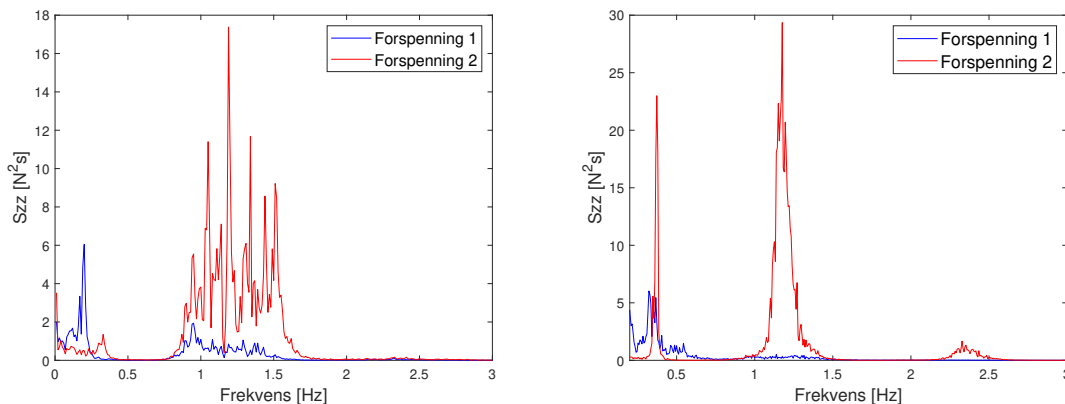 18
16
14
12
10
8
6
4
2
0
Szz [N²s]
0 0.5 1 1.5 2 2.5 3
Frekvens [Hz]
Forspenning 1
Forspenning 2
30
25
20
15
10
5
0
Szz [N²s]
0.5 1 1.5 2 2.5 3
Frekvens [Hz]
Forspenning 1
Forspenning 2